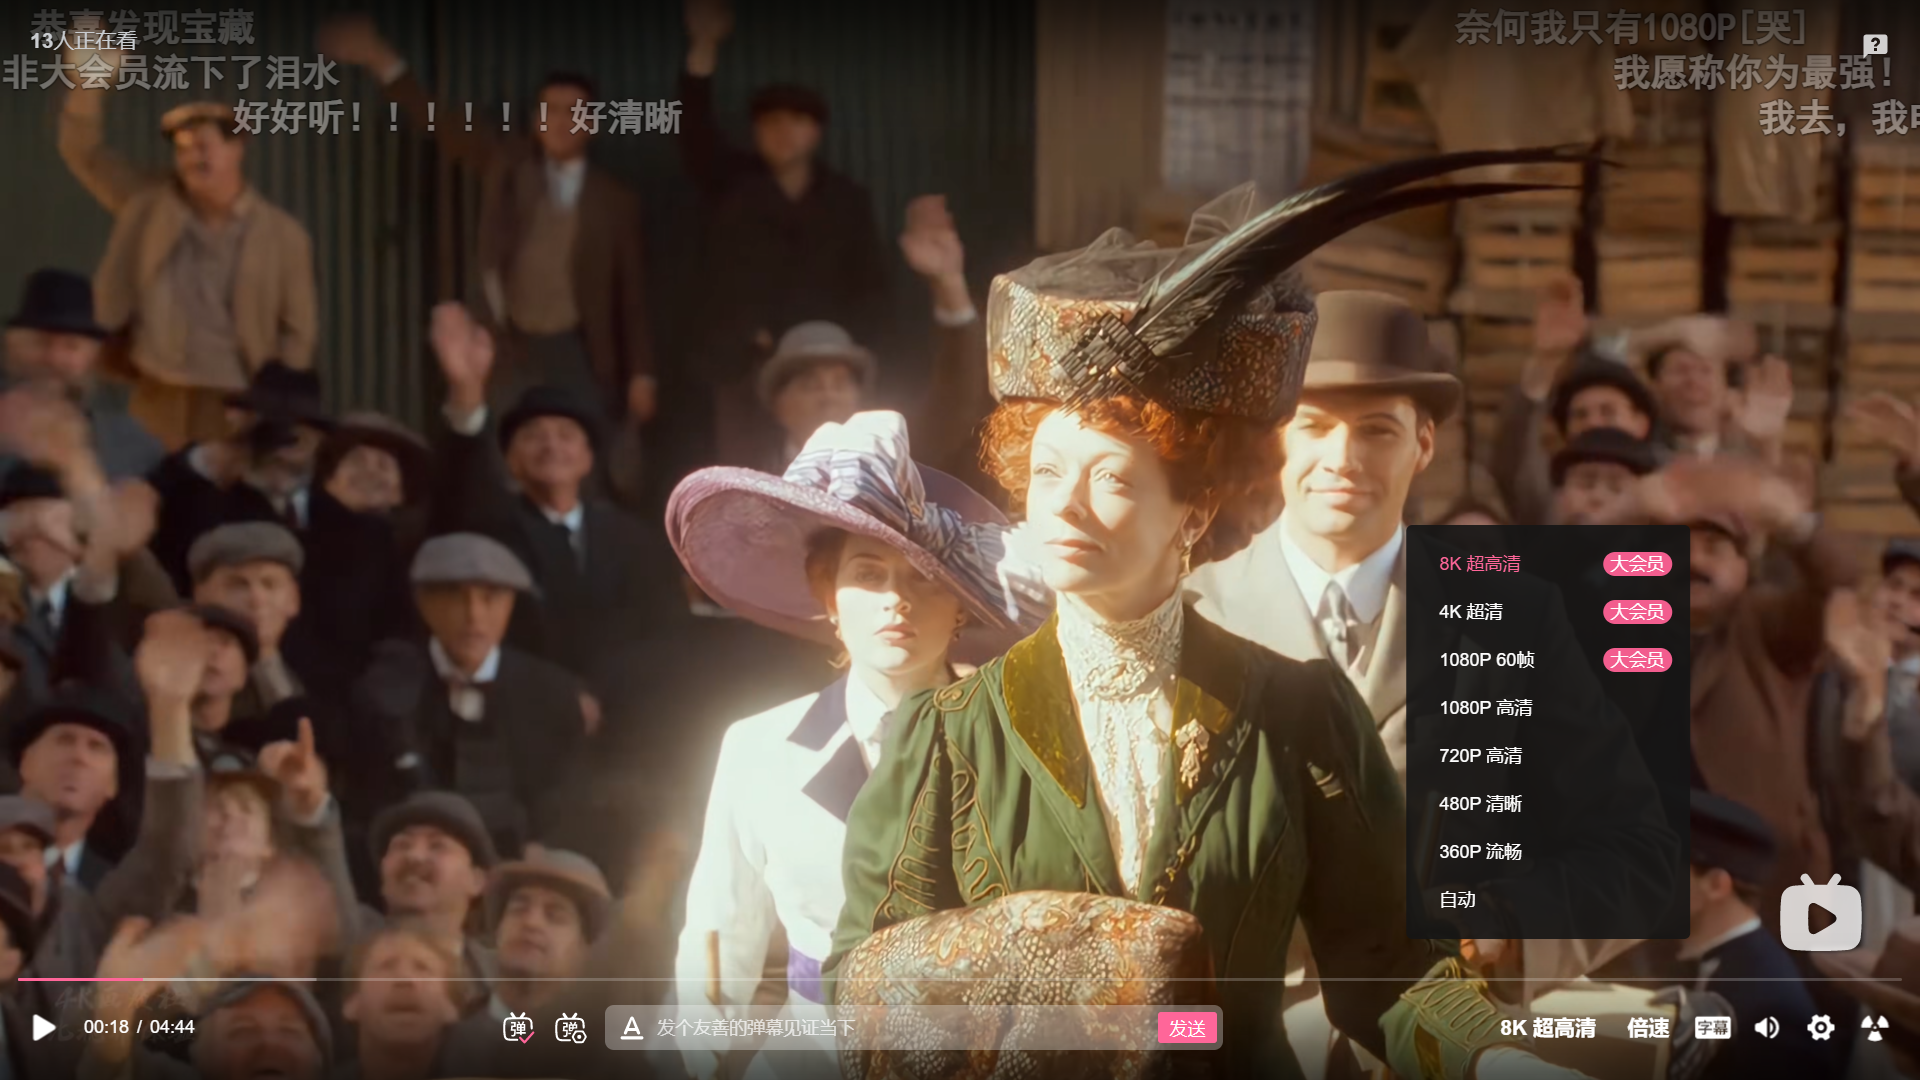 恭喜发现宝藏
13人正在看
奈何我只有1080P[哭]
非大会员流下了泪水
我愿称你为最强！
好好听！！！！！！好清晰
我去，我
8K 超高清 大会员
4K 超清 大会员
1080P 60帧 大会员
1080P 高清
720P 高清
480P 清晰
360P 流畅
自动
00:18 / 04:44
弹
弹
A 发个友善的弹幕见证当下
发送
8K 超高清
倍速
字幕